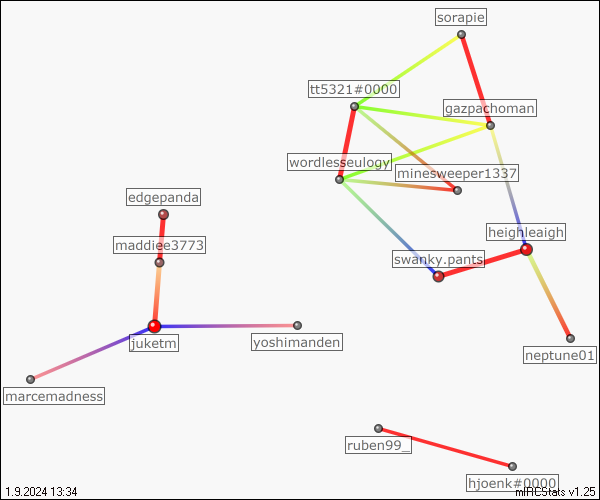 sorapie
tt5321#0000
gazpachoman
wordlesseulogy
minesweeper1337
edgepanda
heighleaigh
maddiee3773
swanky.pants
juketm
yoshimanden
neptune01
marcemadness
ruben99_
hjoenk#0000
1.9.2024 13:34
mIRCStats v1.25